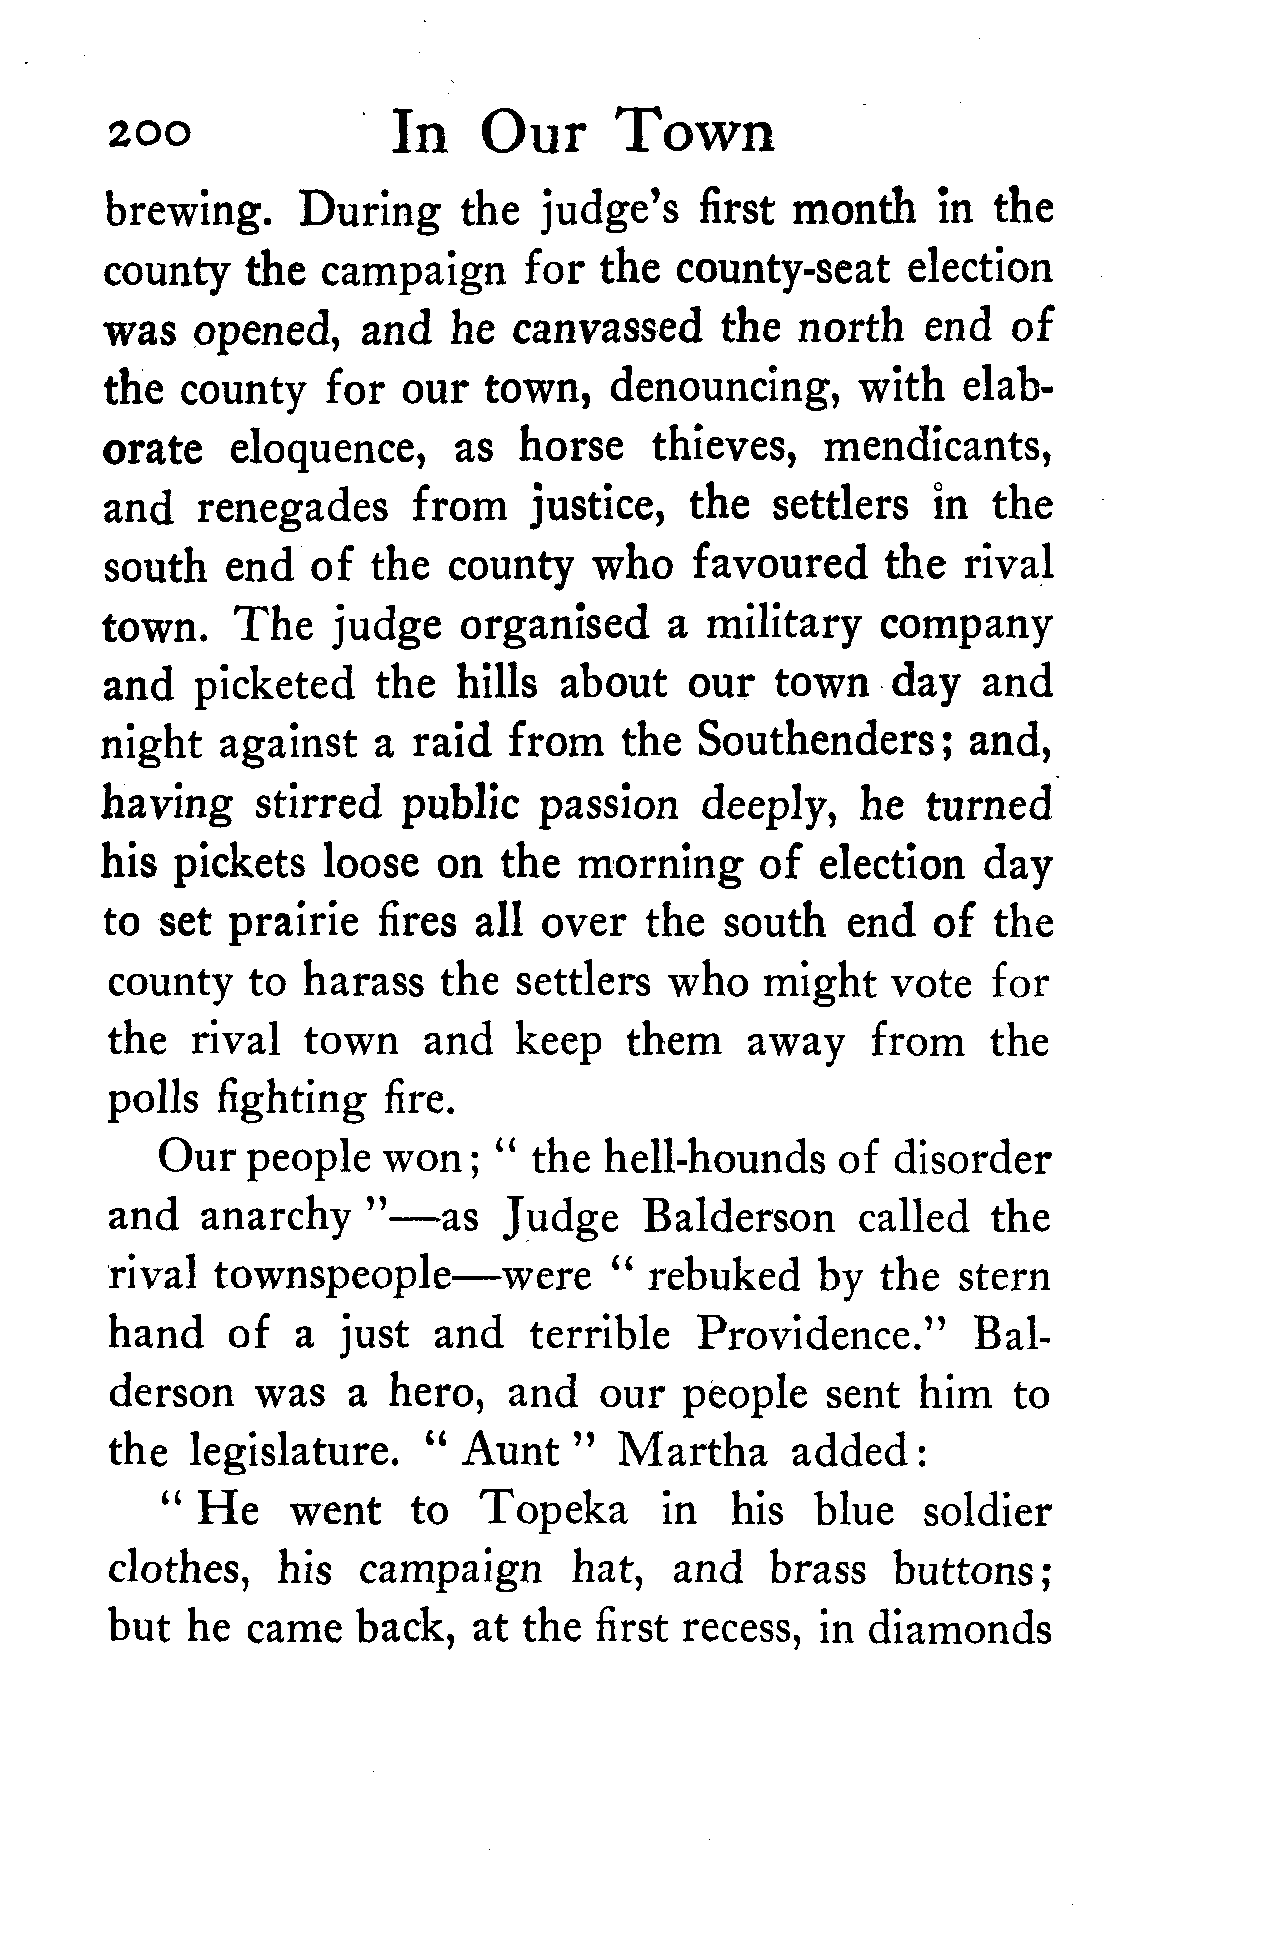 200 In Our Town
brewing. During the judge's first month in the
county the campaign for the county-seat election
was opened, and he canvassed the north end of
the county for our town, denouncing, with elab-
orate eloquence, as horse thieves, mendicants,
and renegades from justice, the settlers in the
south end of the county who favoured the rival
town. The judge organised a military company
and picketed the hills about our town day and
night against a raid from the Southenders; and,
having stirred public passion deeply, he turned
his pickets loose on the morning of election day
to set prairie fires all over the south end of the
county to harass the settlers who might vote for
the rival town and keep them away from the
polls fighting fire.
Our people won; “ the hell-hounds of disorder
and anarchy ”—as Judge Balderson called the
rival townspeople—were “ rebuked by the stern
hand of a just and terrible Providence.” Bal-
derson was a hero, and our people sent him to
the legislature. “ Aunt ” Martha added:
“ He went to Topeka in his blue soldier
clothes, his campaign hat, and brass buttons;
but he came back, at the first recess, in diamonds